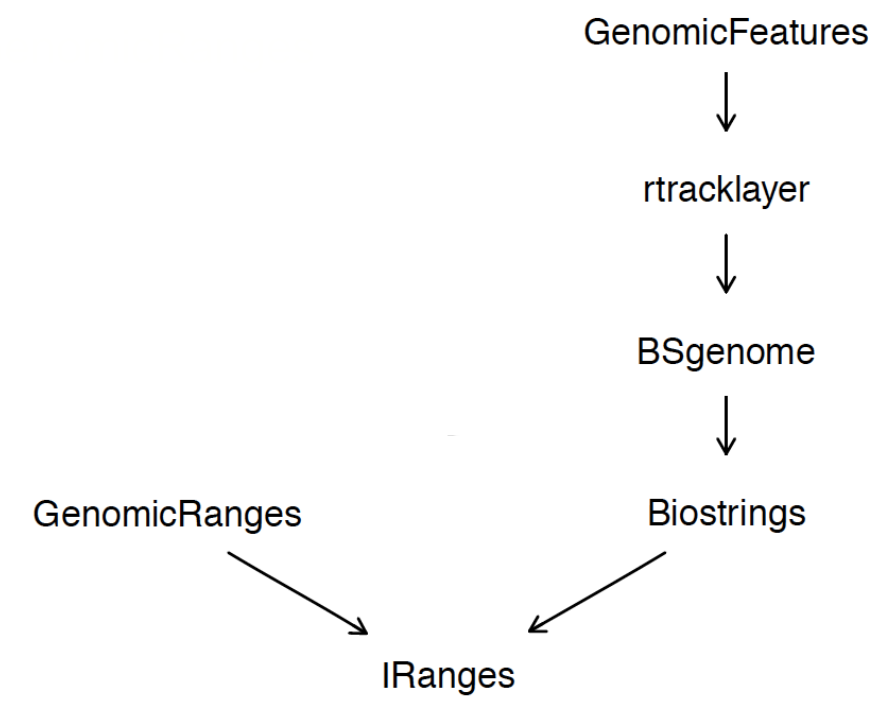 GenomicFeatures
rtracklayer
BSgenome
GenomicRanges
Biostrings
IRanges